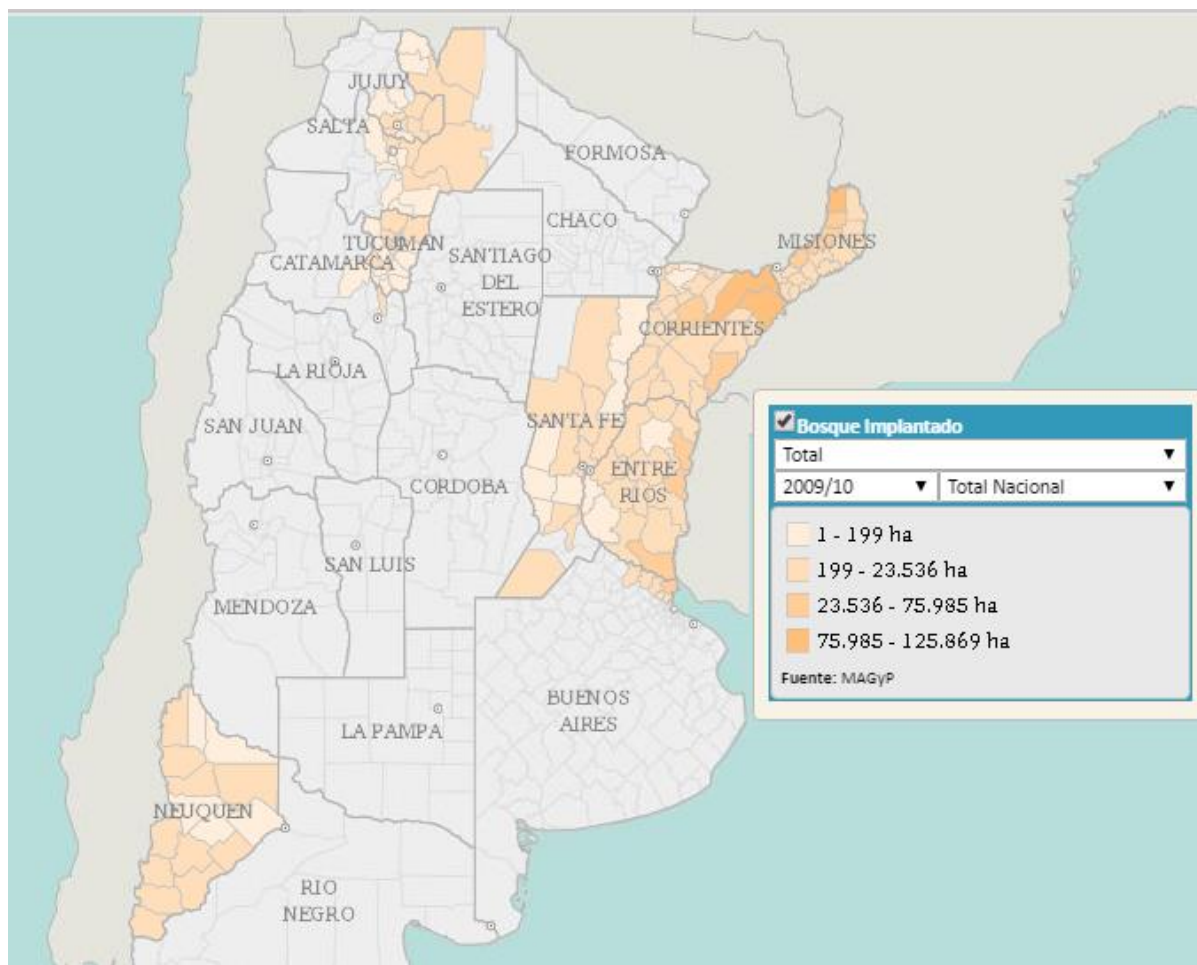 JUJUY
SALTA
FORMOSA
CHACO
MISIONES
TUCUMAN
CATAMARCA
SANTIAGO
DEL
ESTERO
CORRIENTES
LA RIOJA
SAN JUAN
SANTA FE
CORDOBA
ENTRE
RIOS
SAN LUIS
MENDOZA
BUENOS
AIRES
LA PAMPA
NEUQUEN
RIO
NEGRO
Bosque Implantado
Total
2009/10 Total Nacional
1 - 199 ha
199 - 23.536 ha
23.536 - 75.985 ha
75.985 - 125.869 ha
Fuente: MAGyP